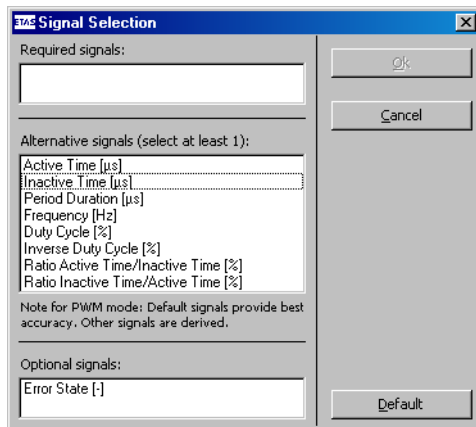 ETAS Signal Selection
Required signals:
Ok
Cancel
Alternative signals (select at least 1):
Active Time [µs]
Inactive Time [µs]
Period Duration [µs]
Frequency [Hz]
Duty Cycle [%]
Inverse Duty Cycle [%]
Ratio Active Time/Inactive Time [%]
Ratio Inactive Time/Active Time [%]
Note for PWM mode: Default signals provide best
accuracy. Other signals are derived.
Optional signals:
Error State [-]
Default